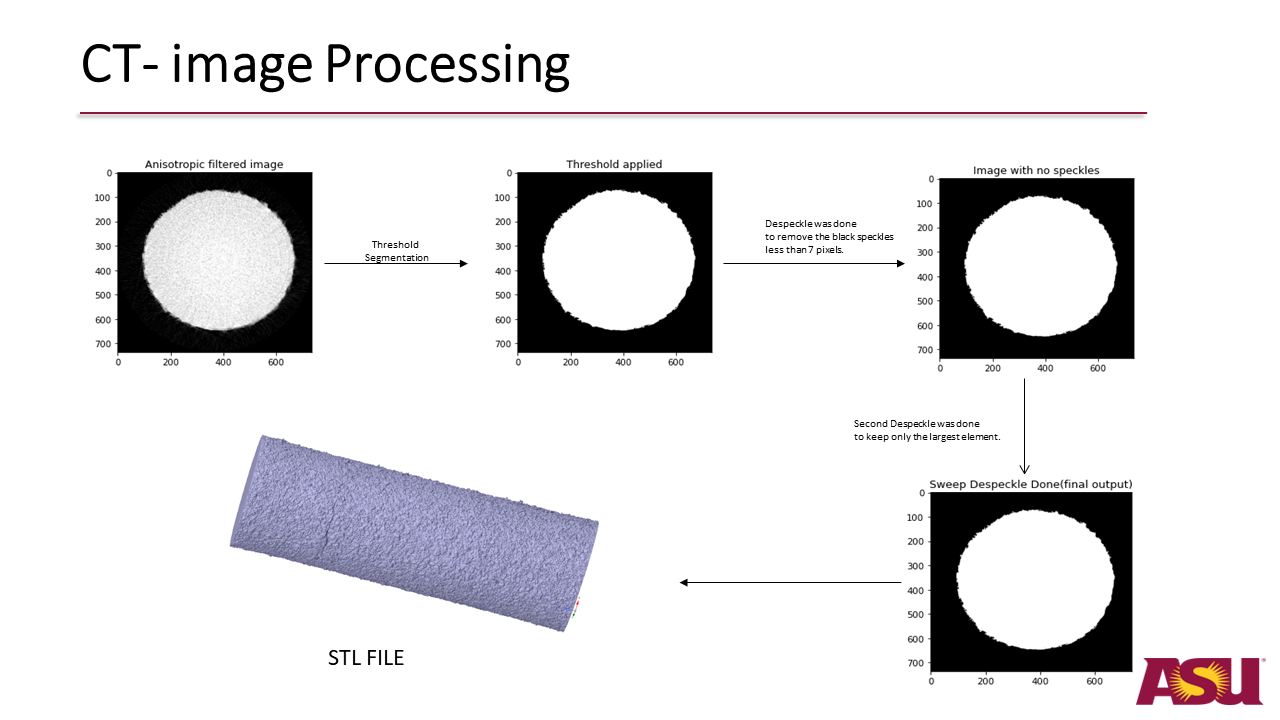 CT- image Processing
Anisotropic filtered image
0
100
200
300
400
500
600
700
0 200 400 600
Threshold
Segmentation
Threshold applied
0
100
200
300
400
500
600
700
0 200 400 600
Despeckle was done
to remove the black speckles
less than 7 pixels.
Image with no speckles
0
100
200
300
400
500
600
700
0 200 400 600
Second Despeckle was done
to keep only the largest element.
Sweep Despeckle Done(final output)
0
100
200
300
400
500
600
700
0 200 400 600
STL FILE
ASU